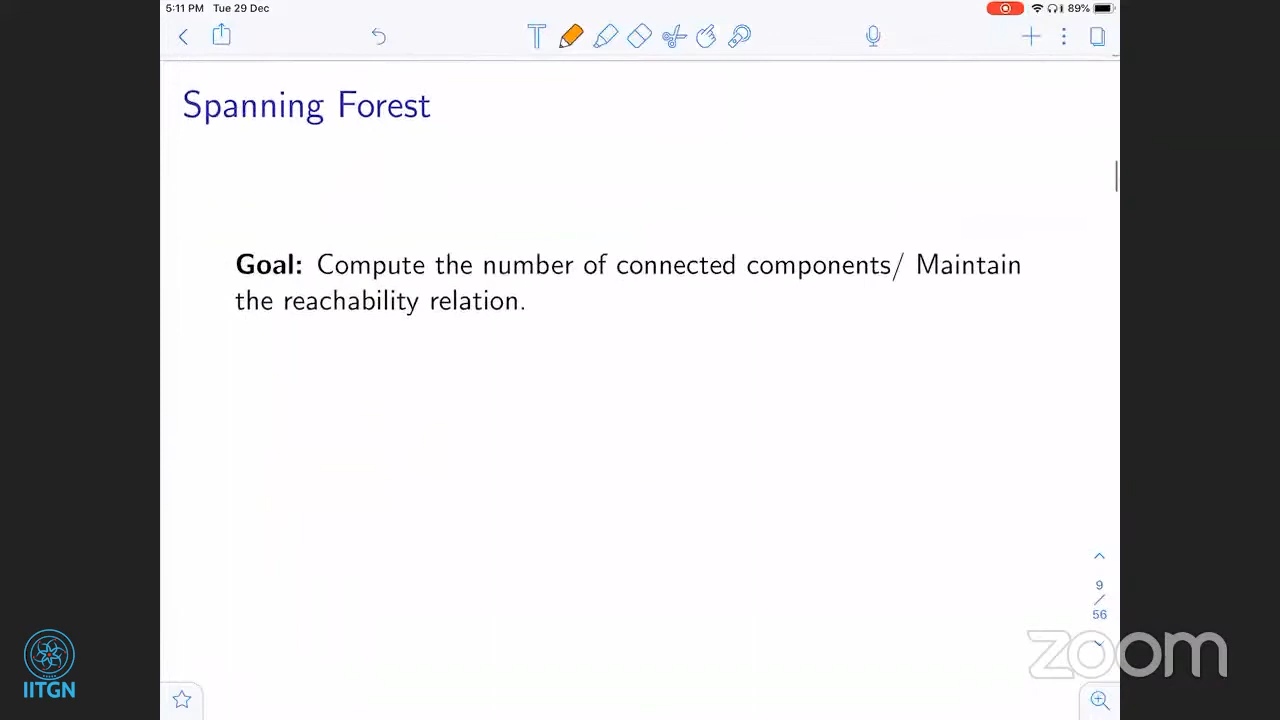 5:11 PM Tue 29 Dec
89%
Spanning Forest
Goal: Compute the number of connected components/ Maintain
the reachability relation.
9
/
56
IITGN
zoom